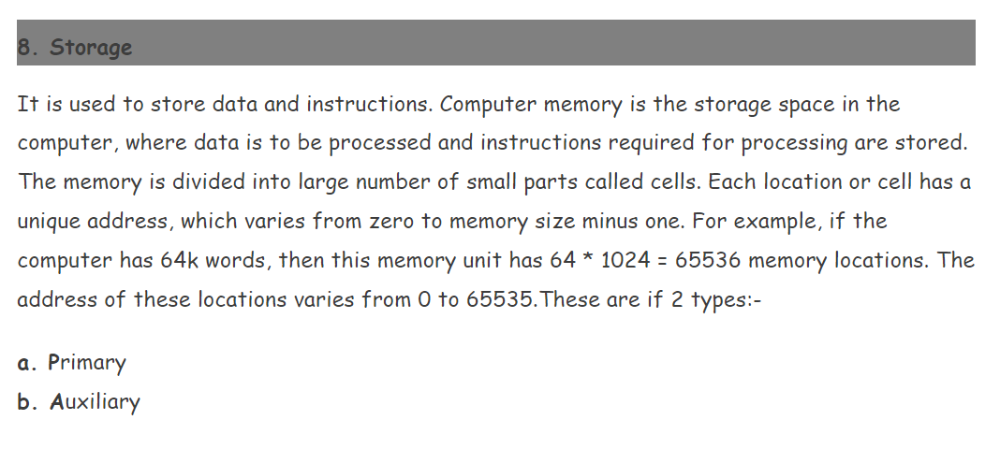 8. Storage
It is used to store data and instructions. Computer memory is the storage space in the
computer, where data is to be processed and instructions required for processing are stored.
The memory is divided into large number of small parts called cells. Each location or cell has a
unique address, which varies from zero to memory size minus one. For example, if the
computer has 64k words, then this memory unit has 64 * 1024 = 65536 memory locations. The
address of these locations varies from 0 to 65535.These are if 2 types:-
a. Primary
b. Auxiliary